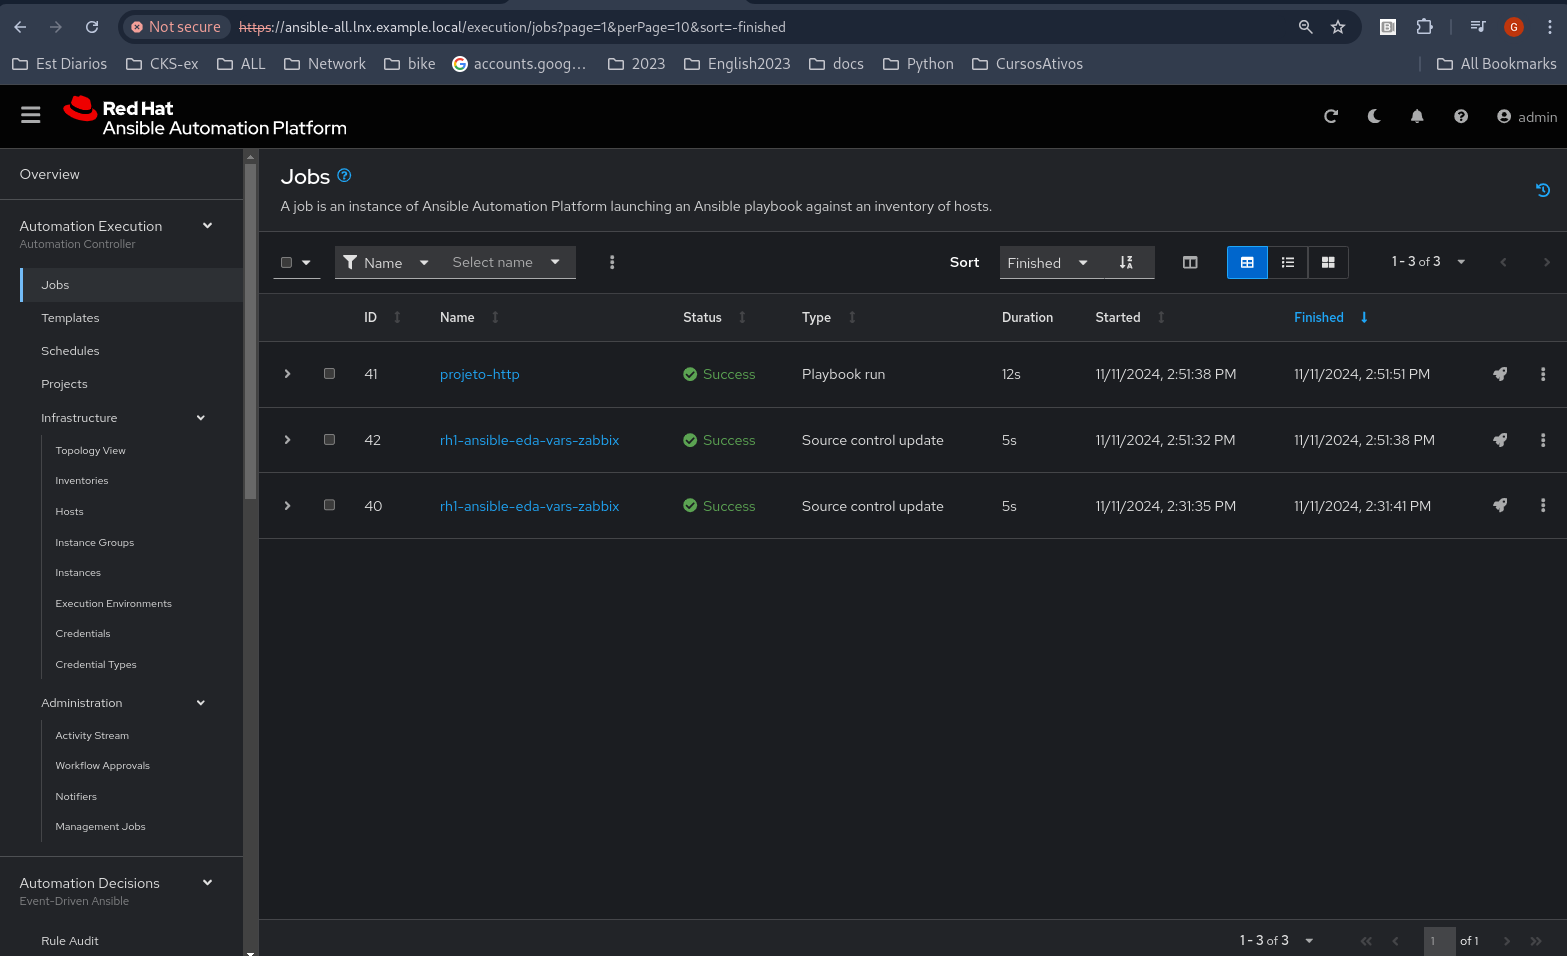 Not secure https://ansible-all.lnx.example.local/execution/jobs?page=1&perPage=10&sort=-finished G
Est Diarios CKS-ex ALL Network bike accounts.goog... 2023 English2023 docs Python CursosAtivos All Bookmarks
Red Hat
Ansible Automation Platform
admin
Overview
Automation Execution
Automation Controller
Jobs
Templates
Schedules
Projects
Infrastructure
Topology View
Inventories
Hosts
Instance Groups
Instances
Execution Environments
Credentials
Credential Types
Administration
Activity Stream
Workflow Approvals
Notifiers
Management Jobs
Automation Decisions
Event-Driven Ansible
Rule Audit
Jobs
A job is an instance of Ansible Automation Platform launching an Ansible playbook against an inventory of hosts.
Name Select name Sort Finished 1 - 3 of 3
ID Name Status Type Duration Started Finished
41 projeto-http Success Playbook run 12s 11/11/2024, 2:51:38 PM 11/11/2024, 2:51:51 PM
42 rh1-ansible-eda-vars-zabbix Success Source control update 5s 11/11/2024, 2:51:32 PM 11/11/2024, 2:51:38 PM
40 rh1-ansible-eda-vars-zabbix Success Source control update 5s 11/11/2024, 2:31:35 PM 11/11/2024, 2:31:41 PM
1 - 3 of 3 1 of 1